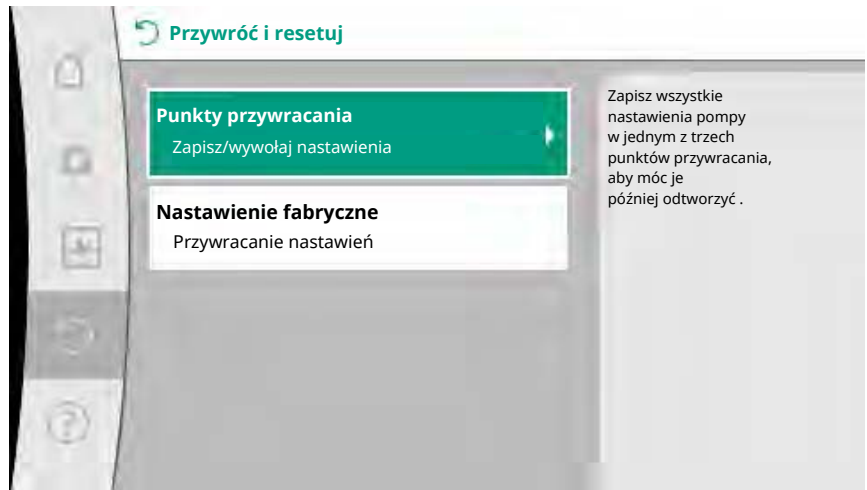 Przywróć i resetuj
Punkty przywracania
Zapisz/wywołaj nastawienia
Nastawienie fabryczne
Przywracanie nastawień
Zapisz wszystkie
nastawienia pompy
w jednym z trzech
punktów przywracania,
aby móc je
później odtworzyć .